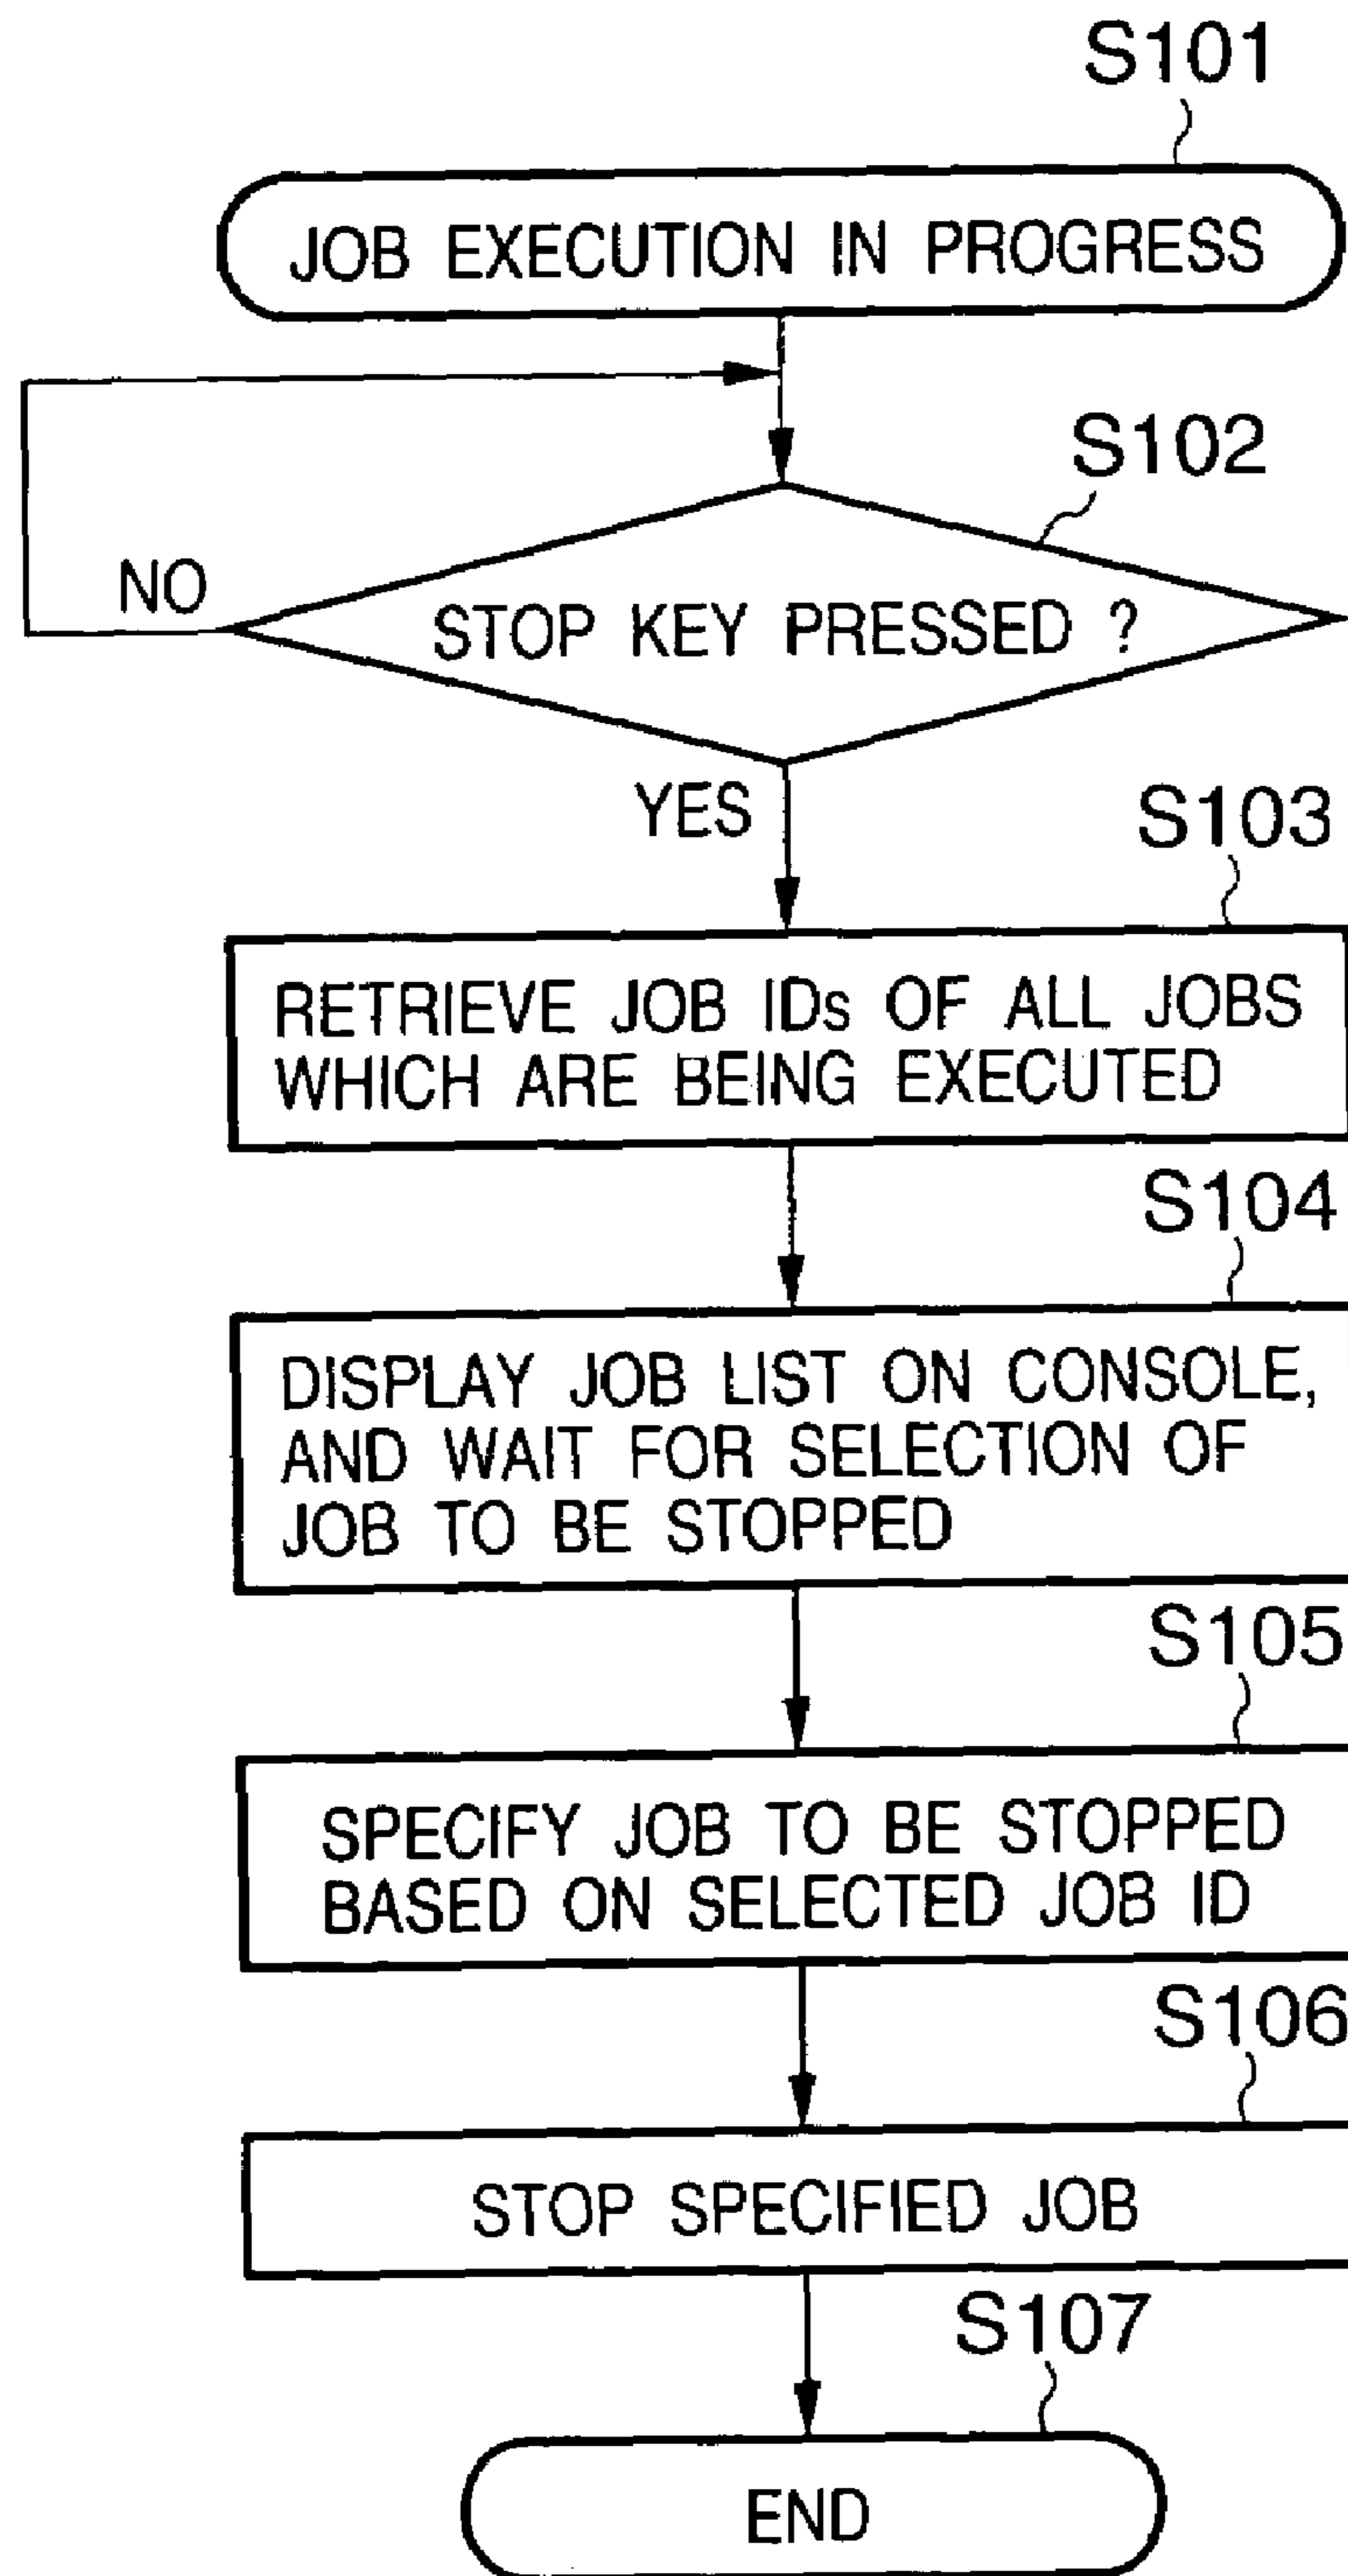 S101
JOB EXECUTION IN PROGRESS
S102
NO
STOP KEY PRESSED ?
YES
S103
RETRIEVE JOB IDs OF ALL JOBS
WHICH ARE BEING EXECUTED
S104
DISPLAY JOB LIST ON CONSOLE,
AND WAIT FOR SELECTION OF
JOB TO BE STOPPED
S105
SPECIFY JOB TO BE STOPPED
BASED ON SELECTED JOB ID
S106
STOP SPECIFIED JOB
S107
END